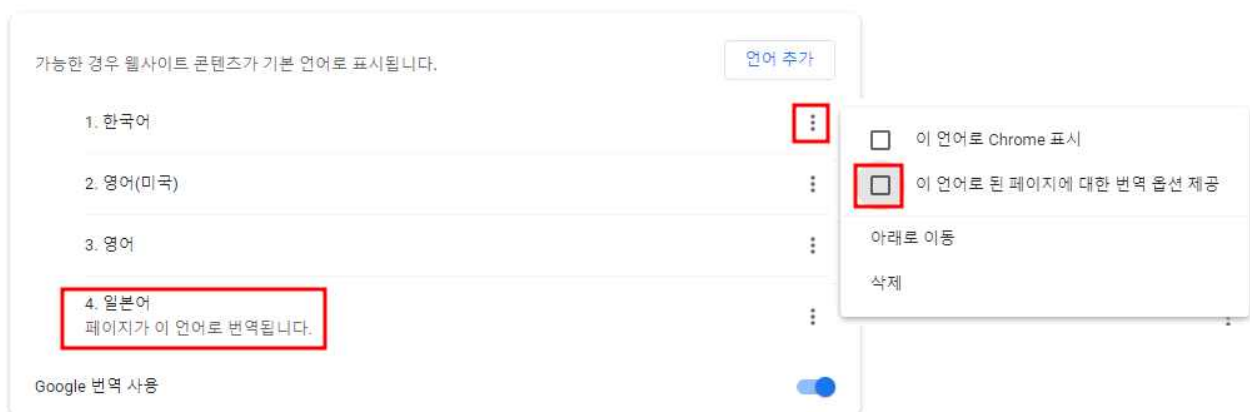 가능한 경우 웹사이트 콘텐츠가 기본 언어로 표시됩니다.
언어 추가
1. 한국어
2. 영어(미국)
3. 영어
4. 일본어
페이지가 이 언어로 번역됩니다.
Google 번역 사용
이 언어로 Chrome 표시
이 언어로 된 페이지에 대한 번역 옵션 제공
아래로 이동
삭제